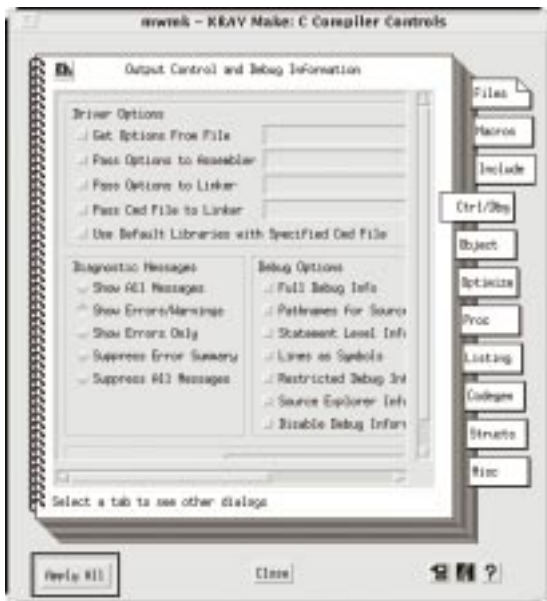 mwmk – KRAV Make: C Compiler Controls
Output Control and Debug Information
Driver Options
Get Options From File
Pass Options to Assembler
Pass Options to Linker
Pass Cmd File to Linker
Use Default Libraries with Specified Cmd File
Diagnostic Messages
Show All Messages
Show Errors/Warnings
Show Errors Only
Suppress Error Summary
Suppress All Messages
Debug Options
Full Debug Info
Pathnames for Sourc
Statement Level Inf
Lines as Symbols
Restricted Debug Inf
Source Explorer Inf
Disable Debug Infor
Files
Macros
Include
Ctrl/Dbg
Object
Optimize
Proc
Listing
Codegen
Structs
Misc
Select a tab to see other dialogs
Apply All
Close
?